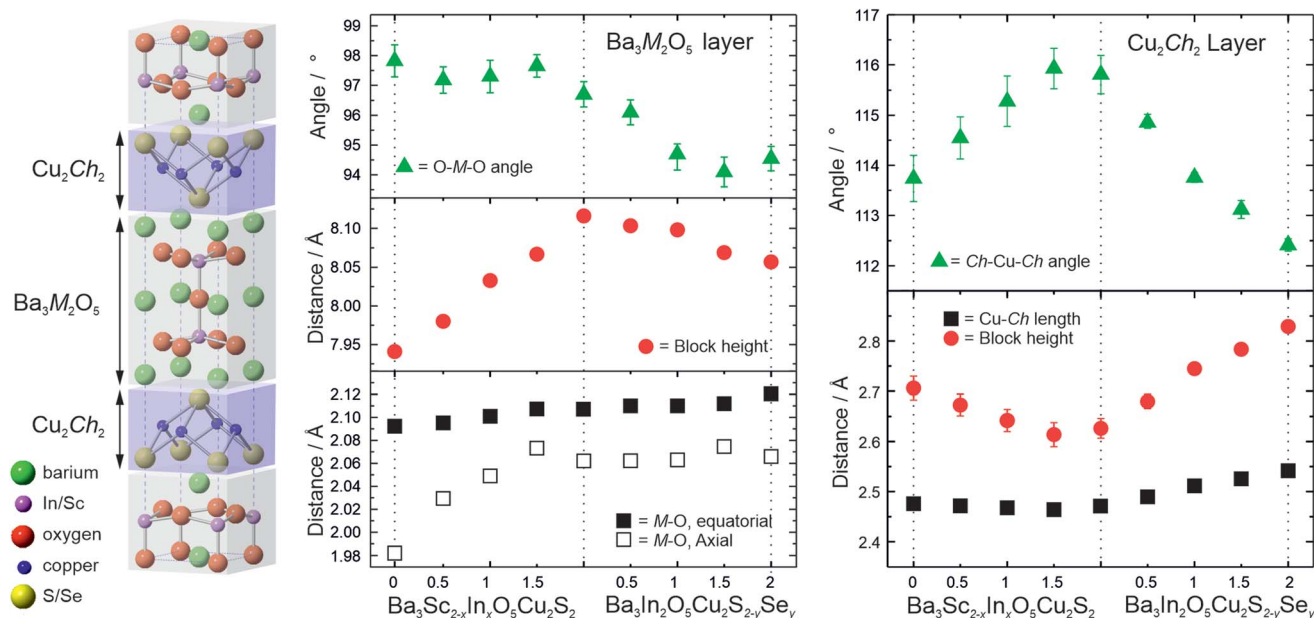 Cu2Ch2
Ba3M2O5
Cu2Ch2
barium
In/Sc
oxygen
copper
S/Se
Ba3M2O5 layer
Angle / °
98
97
96
95
94
= O-M-O angle
Distance / Å
8.10
8.05
8.00
7.95
= Block height
Distance / Å
2.12
2.10
2.08
2.06
2.04
2.02
2.00
1.98
= M-O, equatorial
= M-O, Axial
0 0.5 1 1.5 0.5 1 1.5 2
Ba3Sc2-xInxO5Cu2S2 Ba3In2O5Cu2S2-ySey
Cu2Ch2 Layer
Angle / °
117
116
115
114
113
112
= Ch-Cu-Ch angle
Distance / Å
2.8
2.7
2.6
2.5
2.4
= Cu-Ch length
= Block height
0 0.5 1 1.5 0.5 1 1.5 2
Ba3Sc2-xInxO5Cu2S2 Ba3In2O5Cu2S2-ySey